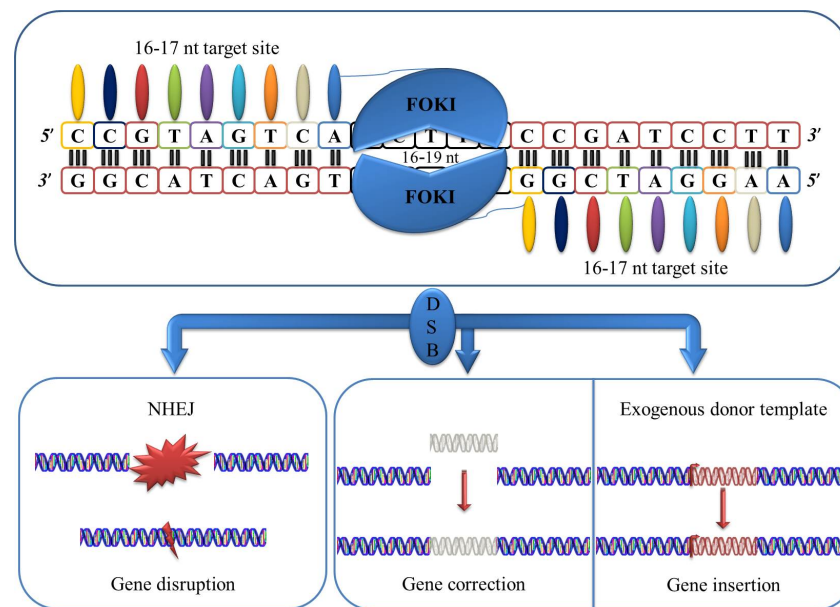 16-17 nt target site
FOKI
5' C C G T A G T C A C T T C C G A T C C T T 3'
16-19 nt
3' G G C A T C A G T G G C T A G G A A 5'
FOKI
16-17 nt target site
D
S
B
NHEJ
Exogenous donor template
Gene disruption
Gene correction
Gene insertion